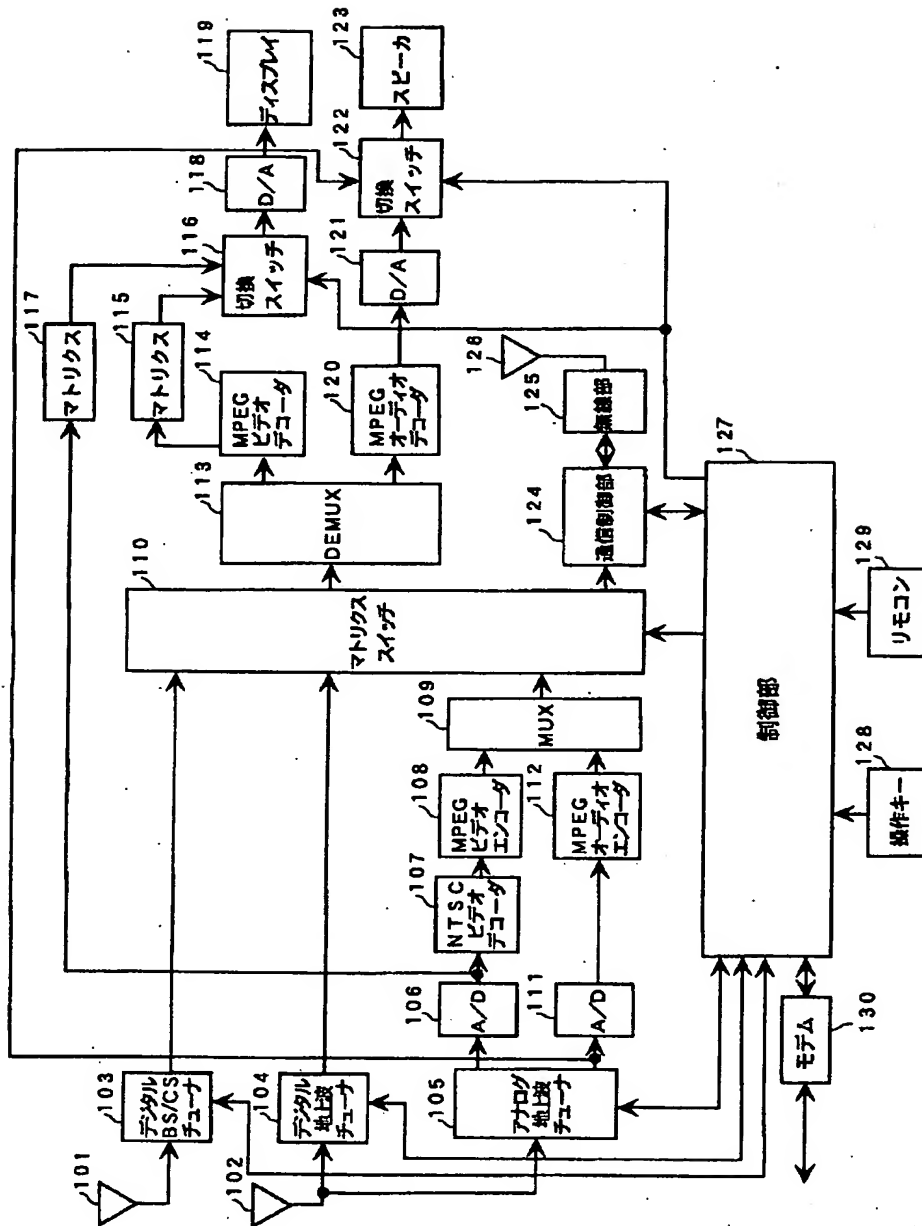 101
103
デジタル
BS/CS
チューナ
102
104
デジタル
地上波
チューナ
105
アナログ
地上波
チューナ
106
A/D
111
A/D
107
NTSC
ビデオ
デコーダ
108
MPEG
ビデオ
エンコーダ
112
MPEG
オーディオ
エンコーダ
109
MUX
110
マトリクス
スイッチ
113
DEMUX
114
MPEG
ビデオ
デコーダ
120
MPEG
オーディオ
デコーダ
115
マトリクス
117
マトリクス
116
切換
スイッチ
118
D/A
119
ディスプレイ
121
D/A
122
切換
スイッチ
123
スピーカ
124
通信制御部
125
無線部
126
127
制御部
128
操作キー
129
リモコン
130
モデム